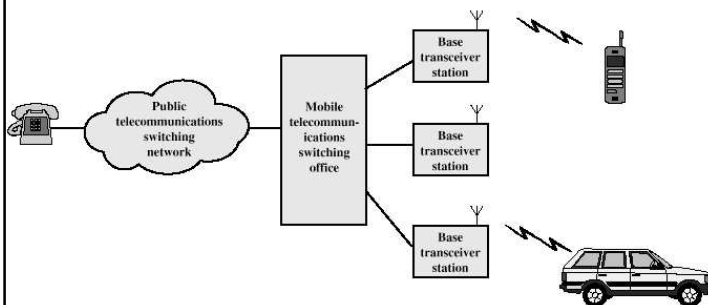 Public
telecommunications
switching
network
Mobile
telecommun-
ications
switching
office
Base
transceiver
station
Base
transceiver
station
Base
transceiver
station